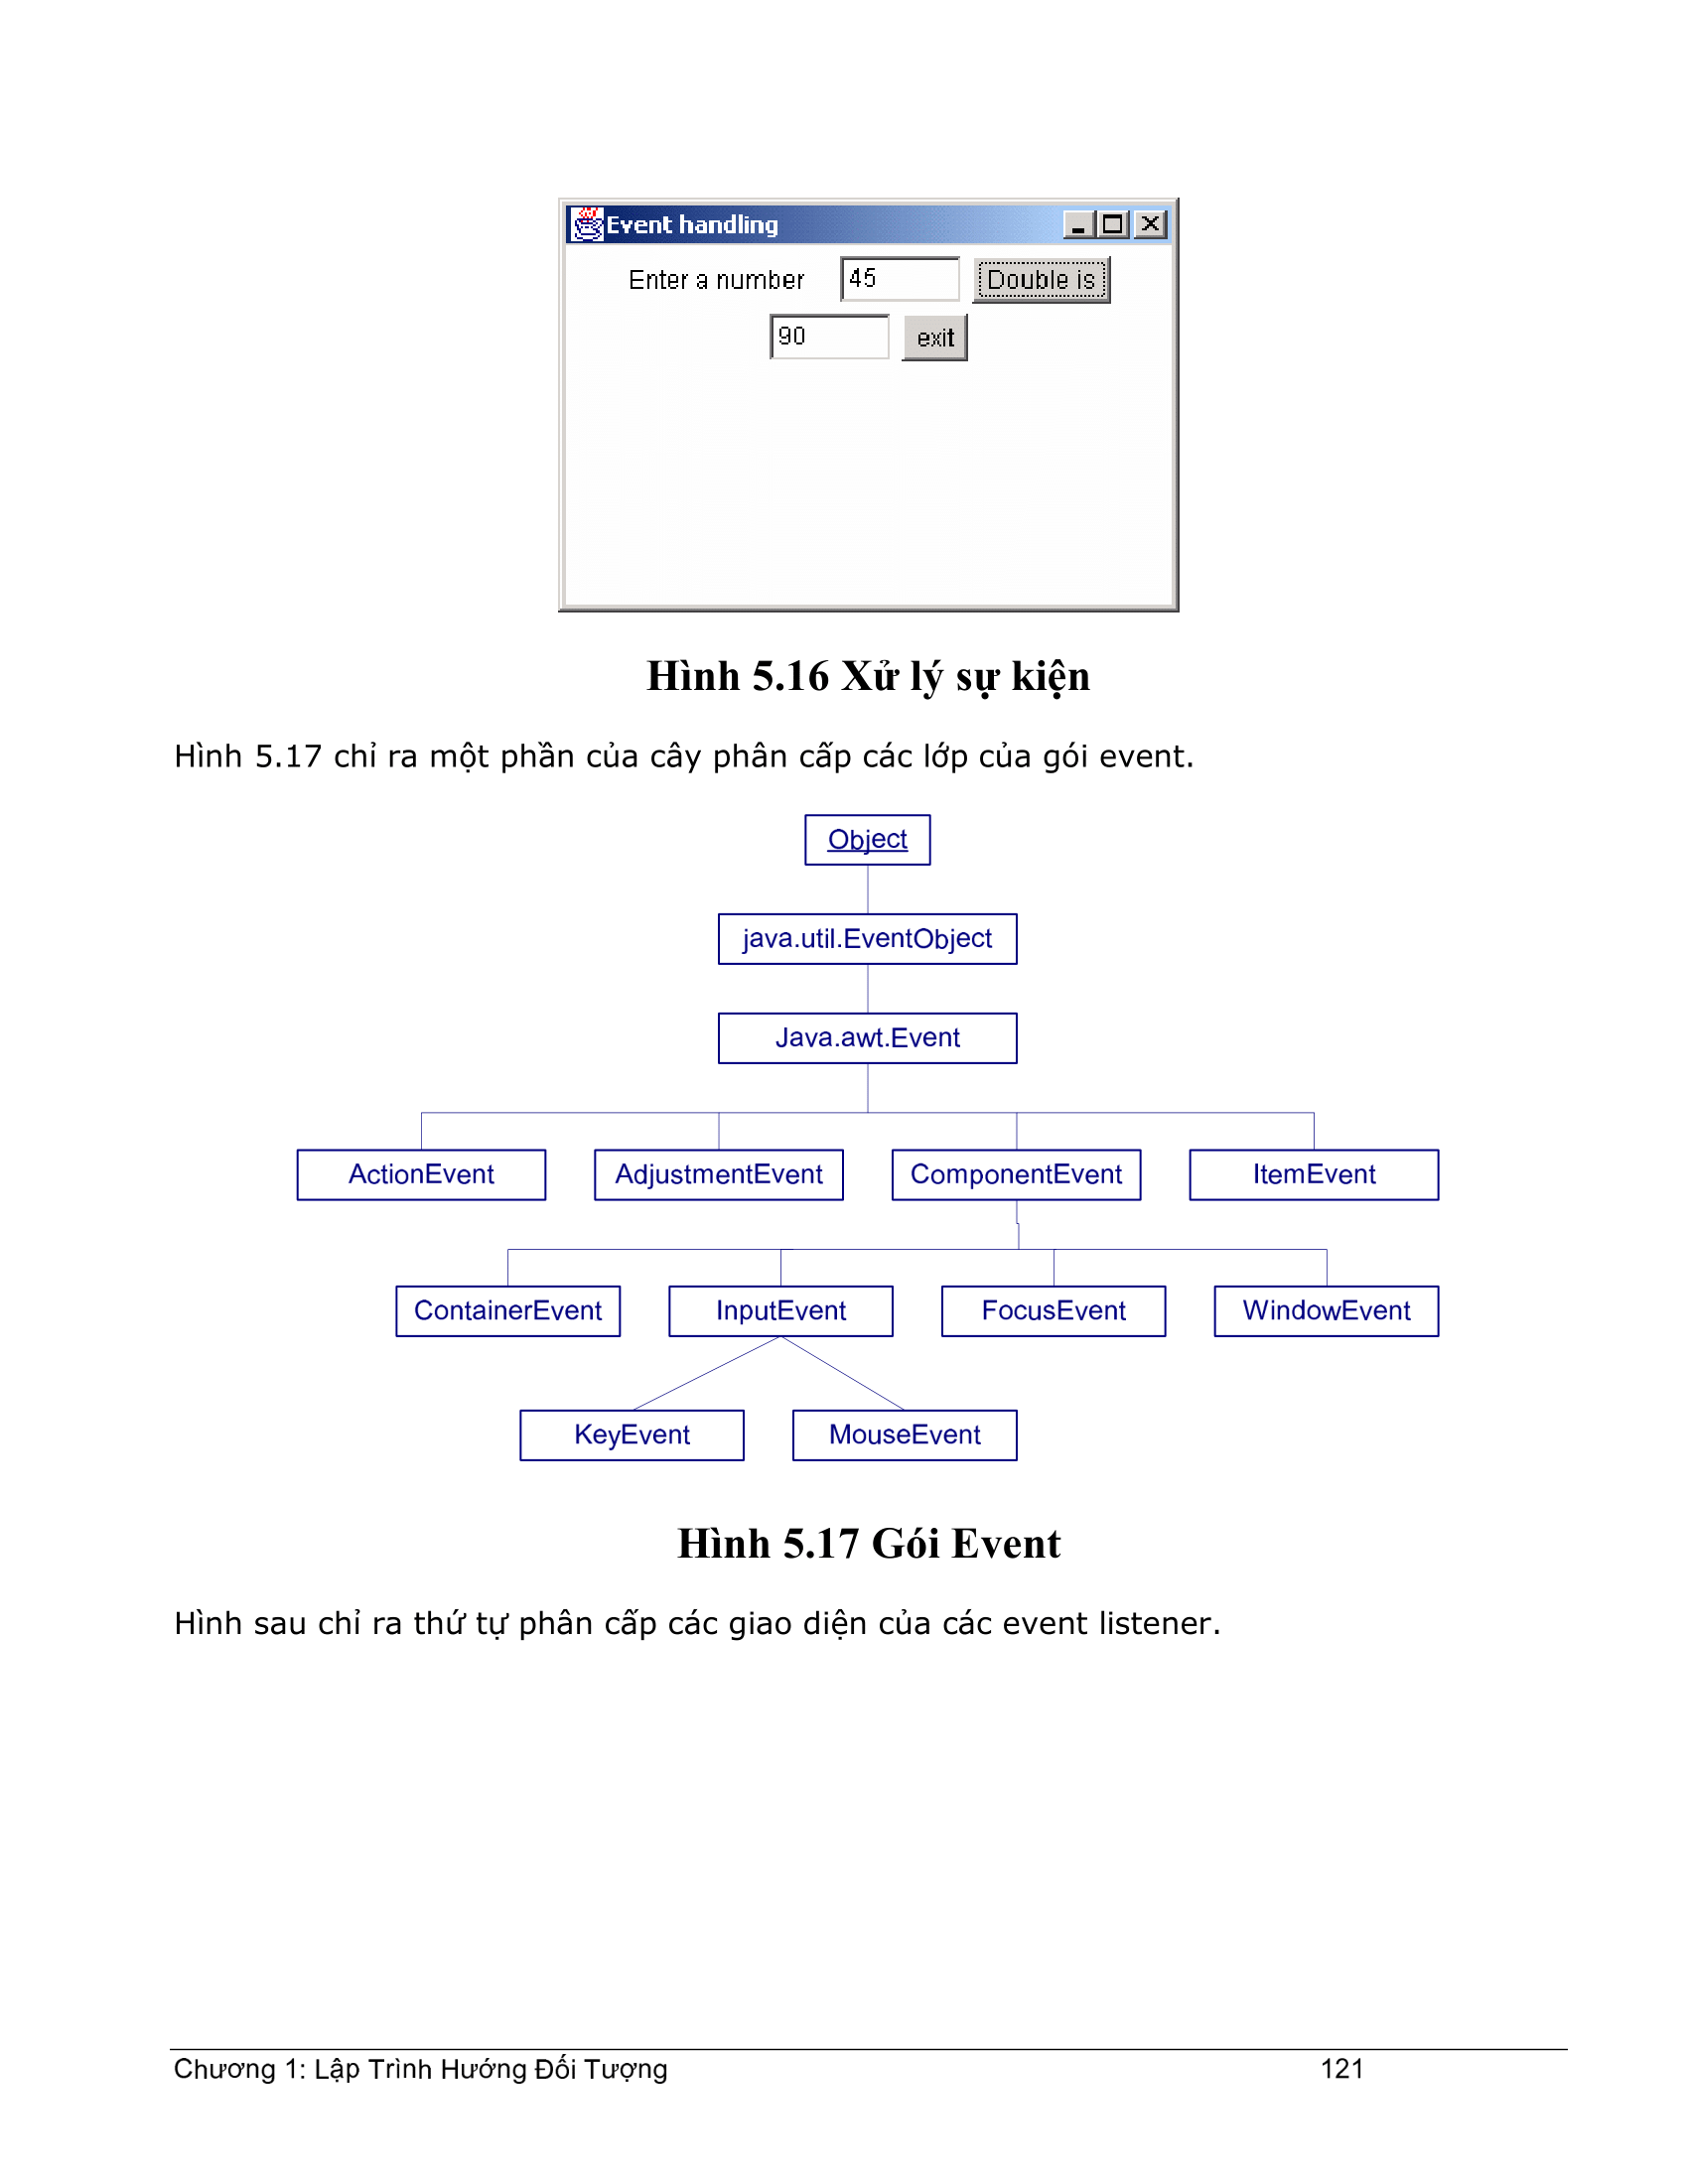 Event handling
Enter a number 45 Double is
90 exit
Hình 5.16 Xử lý sự kiện
Hình 5.17 chỉ ra một phần của cây phân cấp các lớp của gói event.
Object
java.util.EventObject
Java.awt.Event
ActionEvent AdjustmentEvent ComponentEvent ItemEvent
ContainerEvent InputEvent FocusEvent WindowEvent
KeyEvent MouseEvent
Hình 5.17 Gói Event
Hình sau chỉ ra thứ tự phân cấp các giao diện của các event listener.
Chương 1: Lập Trình Hướng Đối Tượng 121